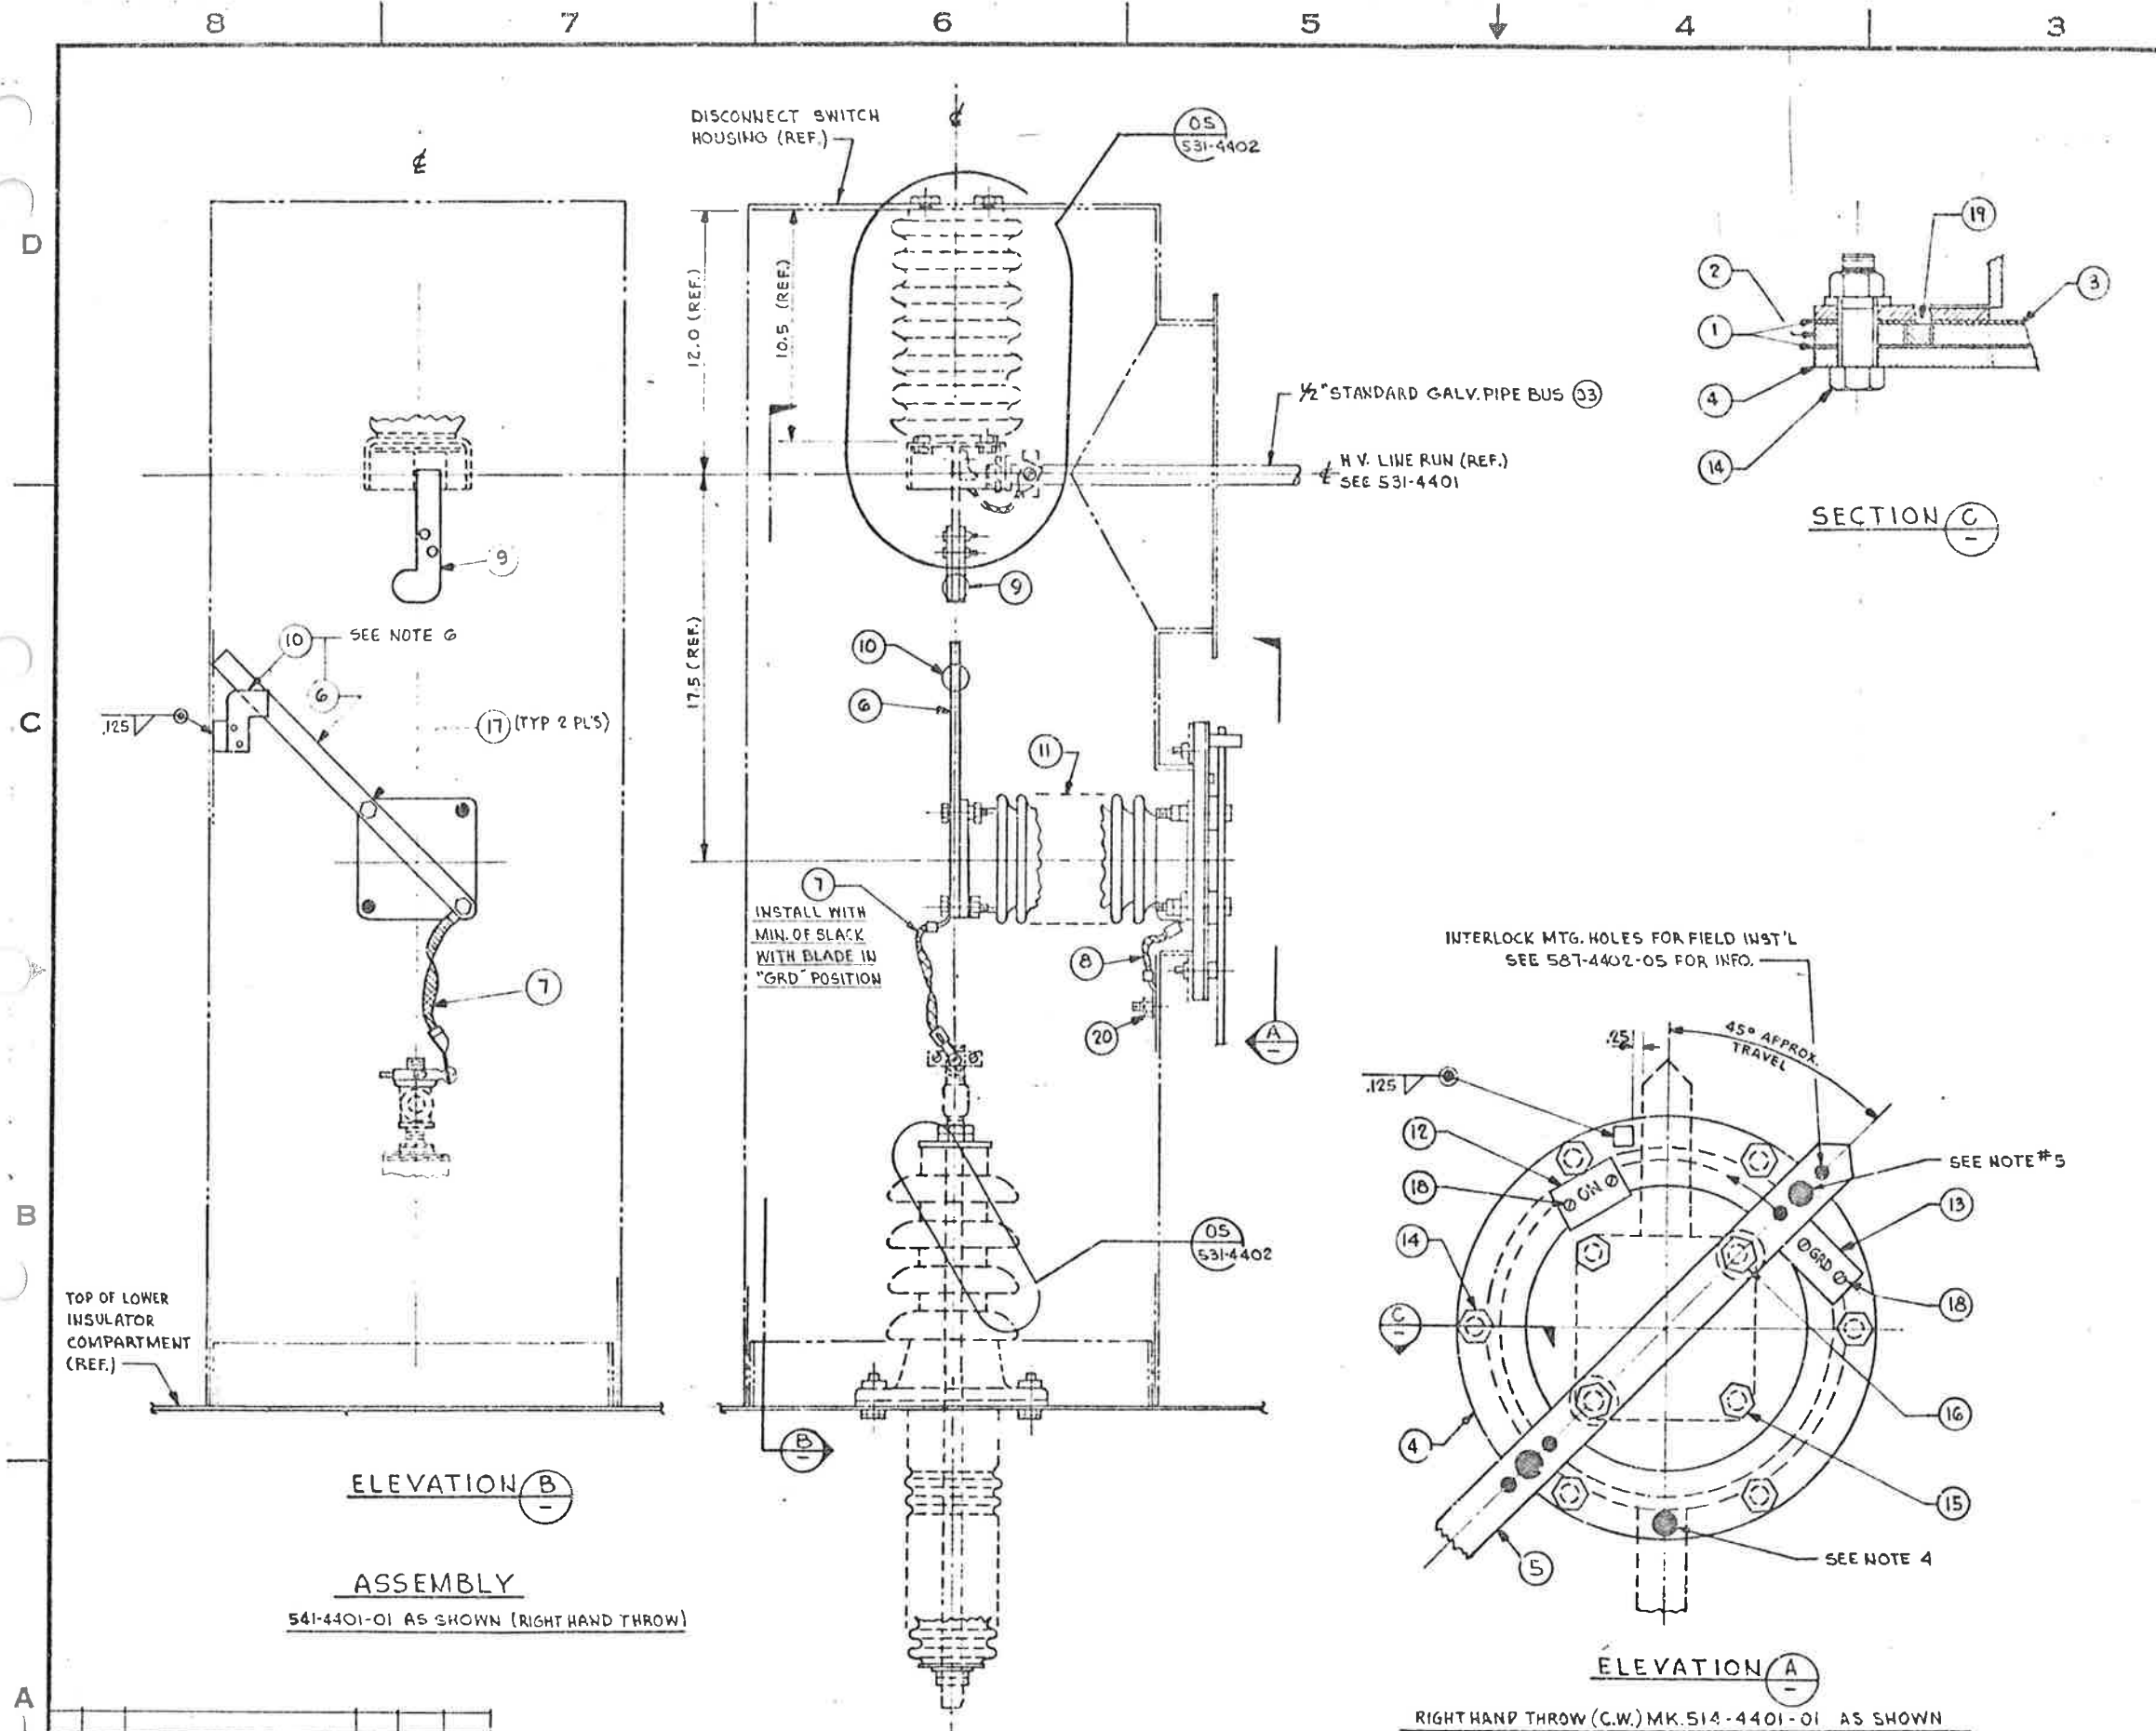 8 7 6 5 4 3
D
C
B
A
DISCONNECT SWITCH
HOUSING (REF.)
05
531-4402
12.0 (REF.)
10.5 (REF.)
17.5 (REF.)
½" STANDARD GALV. PIPE BUS 33
H.V. LINE RUN (REF.)
SEE 531-4401
9
9
10 SEE NOTE 6
6
.125
17 (TYP 2 PL'S)
7
10
6
11
7
INSTALL WITH
MIN. OF SLACK
WITH BLADE IN
"GRD" POSITION
8
20
A
-
05
531-4402
B
-
TOP OF LOWER
INSULATOR
COMPARTMENT
(REF.)
ELEVATION B
-
ASSEMBLY
541-4401-01 AS SHOWN (RIGHT HAND THROW)
19
2
3
1
4
14
SECTION C
-
INTERLOCK MTG. HOLES FOR FIELD INST'L
SEE 587-4402-05 FOR INFO.
.25
45° APPROX.
TRAVEL
.125
12
SEE NOTE #5
18
ON
13
14
GRD
18
C
-
16
4
15
5
SEE NOTE 4
ELEVATION A
-
RIGHT HAND THROW (C.W.) MK. 514-4401-01 AS SHOWN